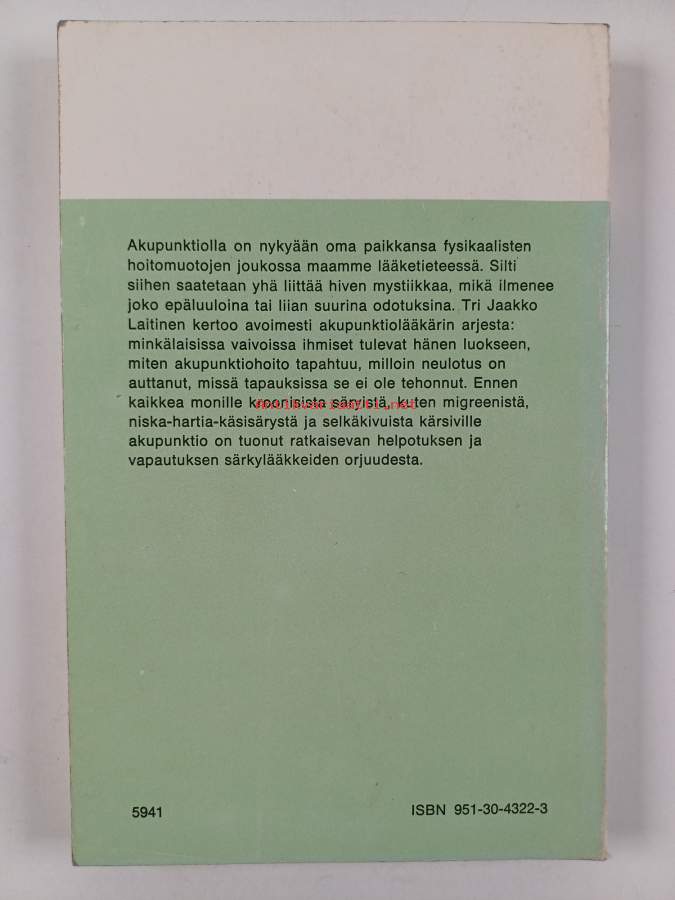 Akupunktiolla on nykyään oma paikkansa fysikaalisten
hoitomuotojen joukossa maamme lääketieteessä. Silti
siihen saatetaan yhä liittää hiven mystiikkaa, mikä ilmenee
joko epäluuloina tai liian suurina odotuksina. Tri Jaakko
Laitinen kertoo avoimesti akupunktiolääkärin arjesta:
minkälaisissa vaivoissa ihmiset tulevat hänen luokseen,
miten akupunktiohoito tapahtuu, milloin neulotus on
auttanut, missä tapauksissa se ei ole tehonnut. Ennen
kaikkea monille kroonisista säryistä, kuten migreenistä,
antikvariaatti.net
niska-hartia-käsisärystä ja selkäkivuista kärsiville
akupunktio on tuonut ratkaisevan helpotuksen ja
vapautuksen särkylääkkeiden orjuudesta.
5941
ISBN 951-30-4322-3